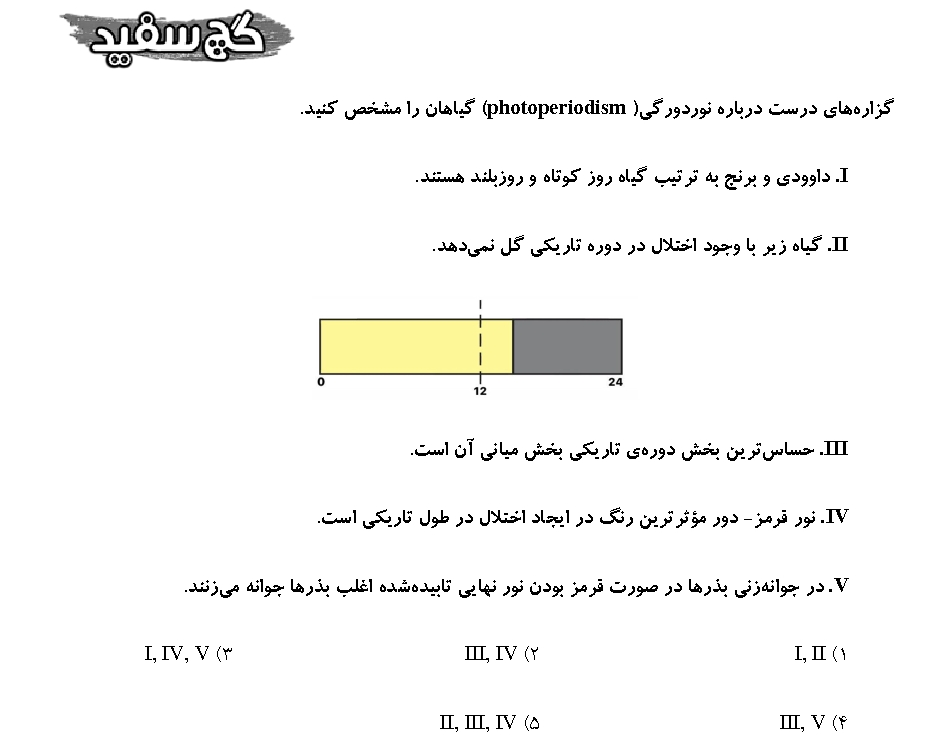 گچ سفید
گزاره‌های درست درباره نوردورگی( photoperiodism) گیاهان را مشخص کنید.
I. داوودی و برنج به ترتیب گیاه روز کوتاه و روزبلند هستند.
II. گیاه زیر با وجود اختلال در دوره تاریکی گل نمی‌دهد.
0 12 24
III. حساس‌ترین بخش دوره‌ی تاریکی بخش میانی آن است.
IV. نور قرمز- دور مؤثرترین رنگ در ایجاد اختلال در طول تاریکی است.
V. در جوانه‌زنی بذرها در صورت قرمز بودن نور نهایی تابیده‌شده اغلب بذرها جوانه می‌زنند.
۱) I, II ۲) III, IV ۳) I, IV, V
۴) III, V ۵) II, III, IV